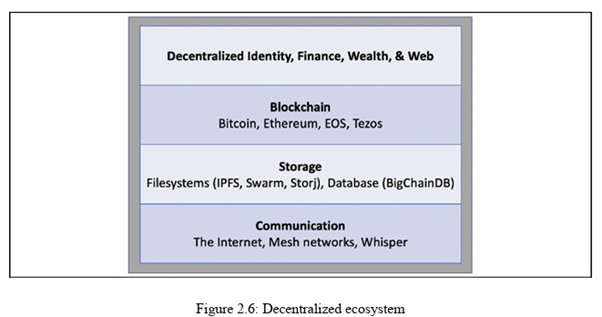 Decentralized Identity, Finance, Wealth, & Web
Blockchain
Bitcoin, Ethereum, EOS, Tezos
Storage
Filesystems (IPFS, Swarm, Storj), Database (BigChainDB)
Communication
The Internet, Mesh networks, Whisper
Figure 2.6: Decentralized ecosystem